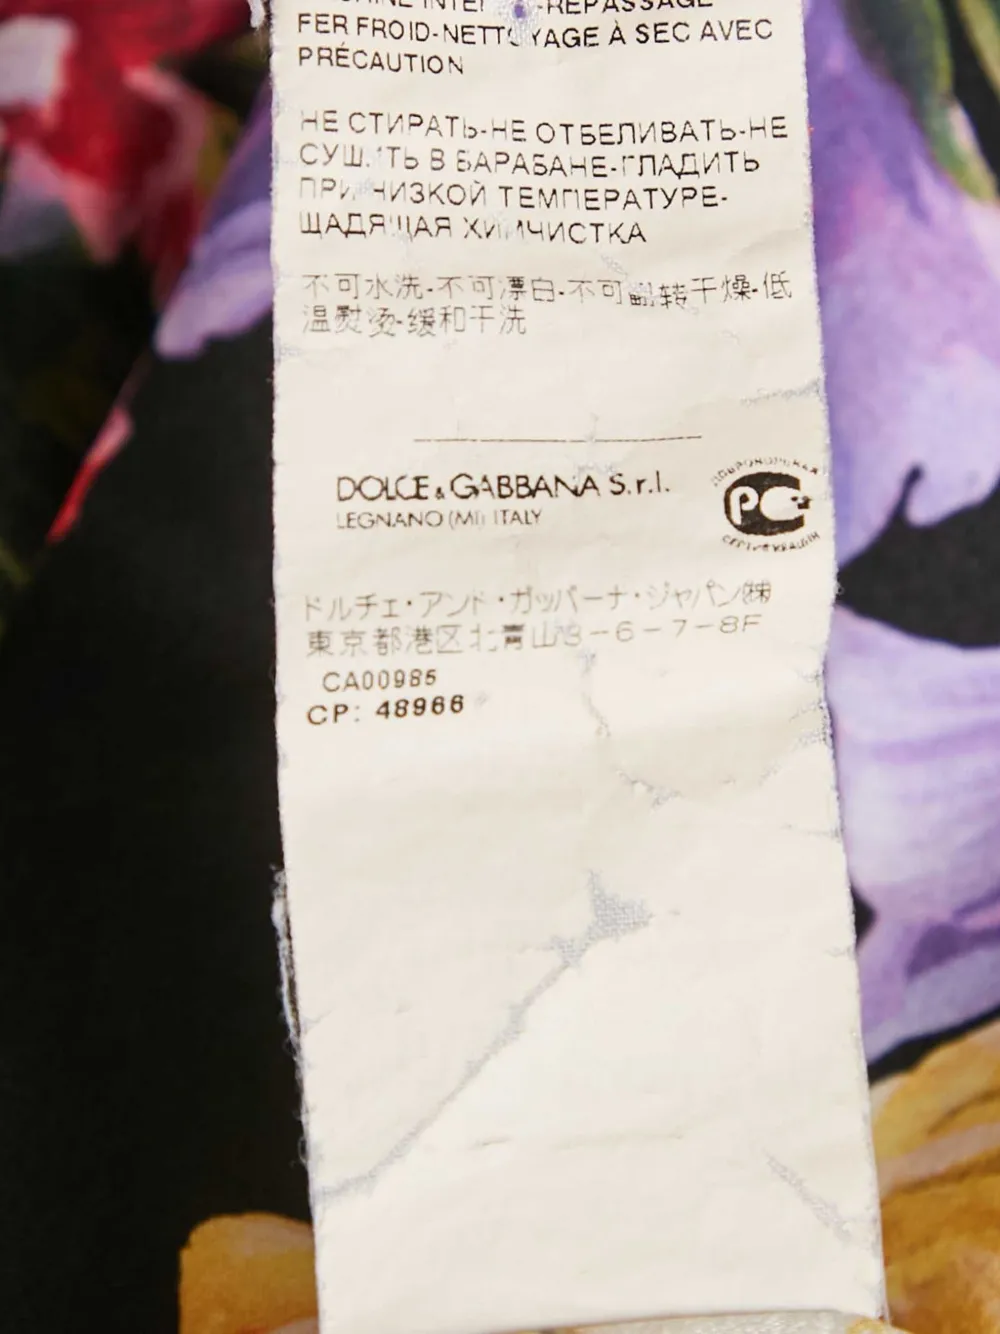 -REPASSAGE
FER FROID-NETTOYAGE À SEC AVEC
PRÉCAUTION
НЕ СТИРАТЬ-НЕ ОТБЕЛИВАТЬ-НЕ
СУШИТЬ В БАРАБАНЕ-ГЛАДИТЬ
ПРИ НИЗКОЙ ТЕМПЕРАТУРЕ-
ЩАДЯЩАЯ ХИМЧИСТКА
不可水洗-不可漂白-不可翻转干燥-低
温熨烫-缓和干洗
DOLCE & GABBANA S.r.l.
LEGNANO (MI) ITALY
ДОБРОВОЛЬНАЯ
РС
СЕРТИФИКАЦИЯ
ドルチェ・アンド・ガッバーナ・ジャパン㈱
東京都港区北青山3-6-7-8F
CA00985
CP: 48966